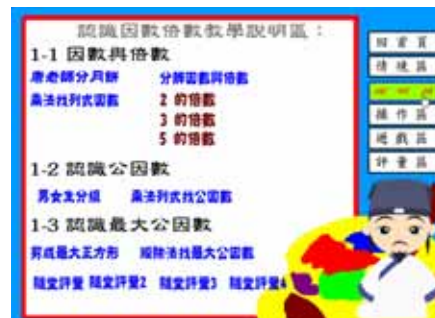 認識因數倍數教學說明區：
1-1 因數與倍數
唐老師分月餅 分辨因數與倍數
乘法找列式因數 2 的倍數
3 的倍數
5 的倍數
1-2 認識公因數
男女生分組 乘法列式找公因數
1-3 認識最大公因數
剪成最大正方形 短除法找最大公因數
隨堂評量 隨堂評量2 隨堂評量3 隨堂評量4
回首頁
情境區
操作區
遊戲區
評量區